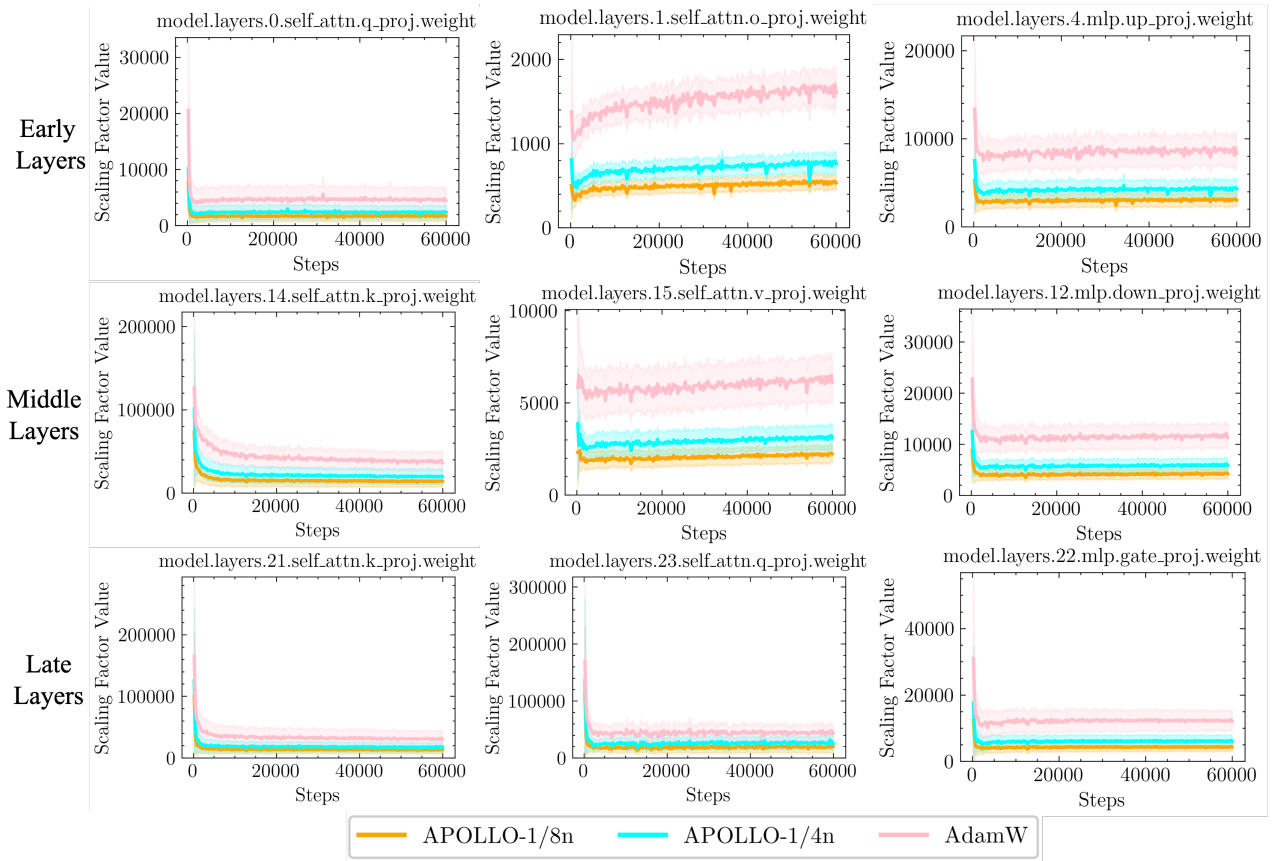 model.layers.0.self_attn.q_proj.weight
model.layers.1.self_attn.o_proj.weight
model.layers.4.mlp.up_proj.weight
Early
Layers
Scaling Factor Value
30000
20000
10000
0
0 20000 40000 60000
Steps
Scaling Factor Value
2000
1000
0
0 20000 40000 60000
Steps
Scaling Factor Value
20000
10000
0
0 20000 40000 60000
Steps
model.layers.14.self_attn.k_proj.weight
model.layers.15.self_attn.v_proj.weight
model.layers.12.mlp.down_proj.weight
Middle
Layers
Scaling Factor Value
200000
100000
0
0 20000 40000 60000
Steps
Scaling Factor Value
10000
5000
0
0 20000 40000 60000
Steps
Scaling Factor Value
30000
20000
10000
0
0 20000 40000 60000
Steps
model.layers.21.self_attn.k_proj.weight
model.layers.23.self_attn.q_proj.weight
model.layers.22.mlp.gate_proj.weight
Late
Layers
Scaling Factor Value
200000
100000
0
0 20000 40000 60000
Steps
Scaling Factor Value
300000
200000
100000
0
0 20000 40000 60000
Steps
Scaling Factor Value
40000
20000
0
0 20000 40000 60000
Steps
APOLLO-1/8n APOLLO-1/4n AdamW